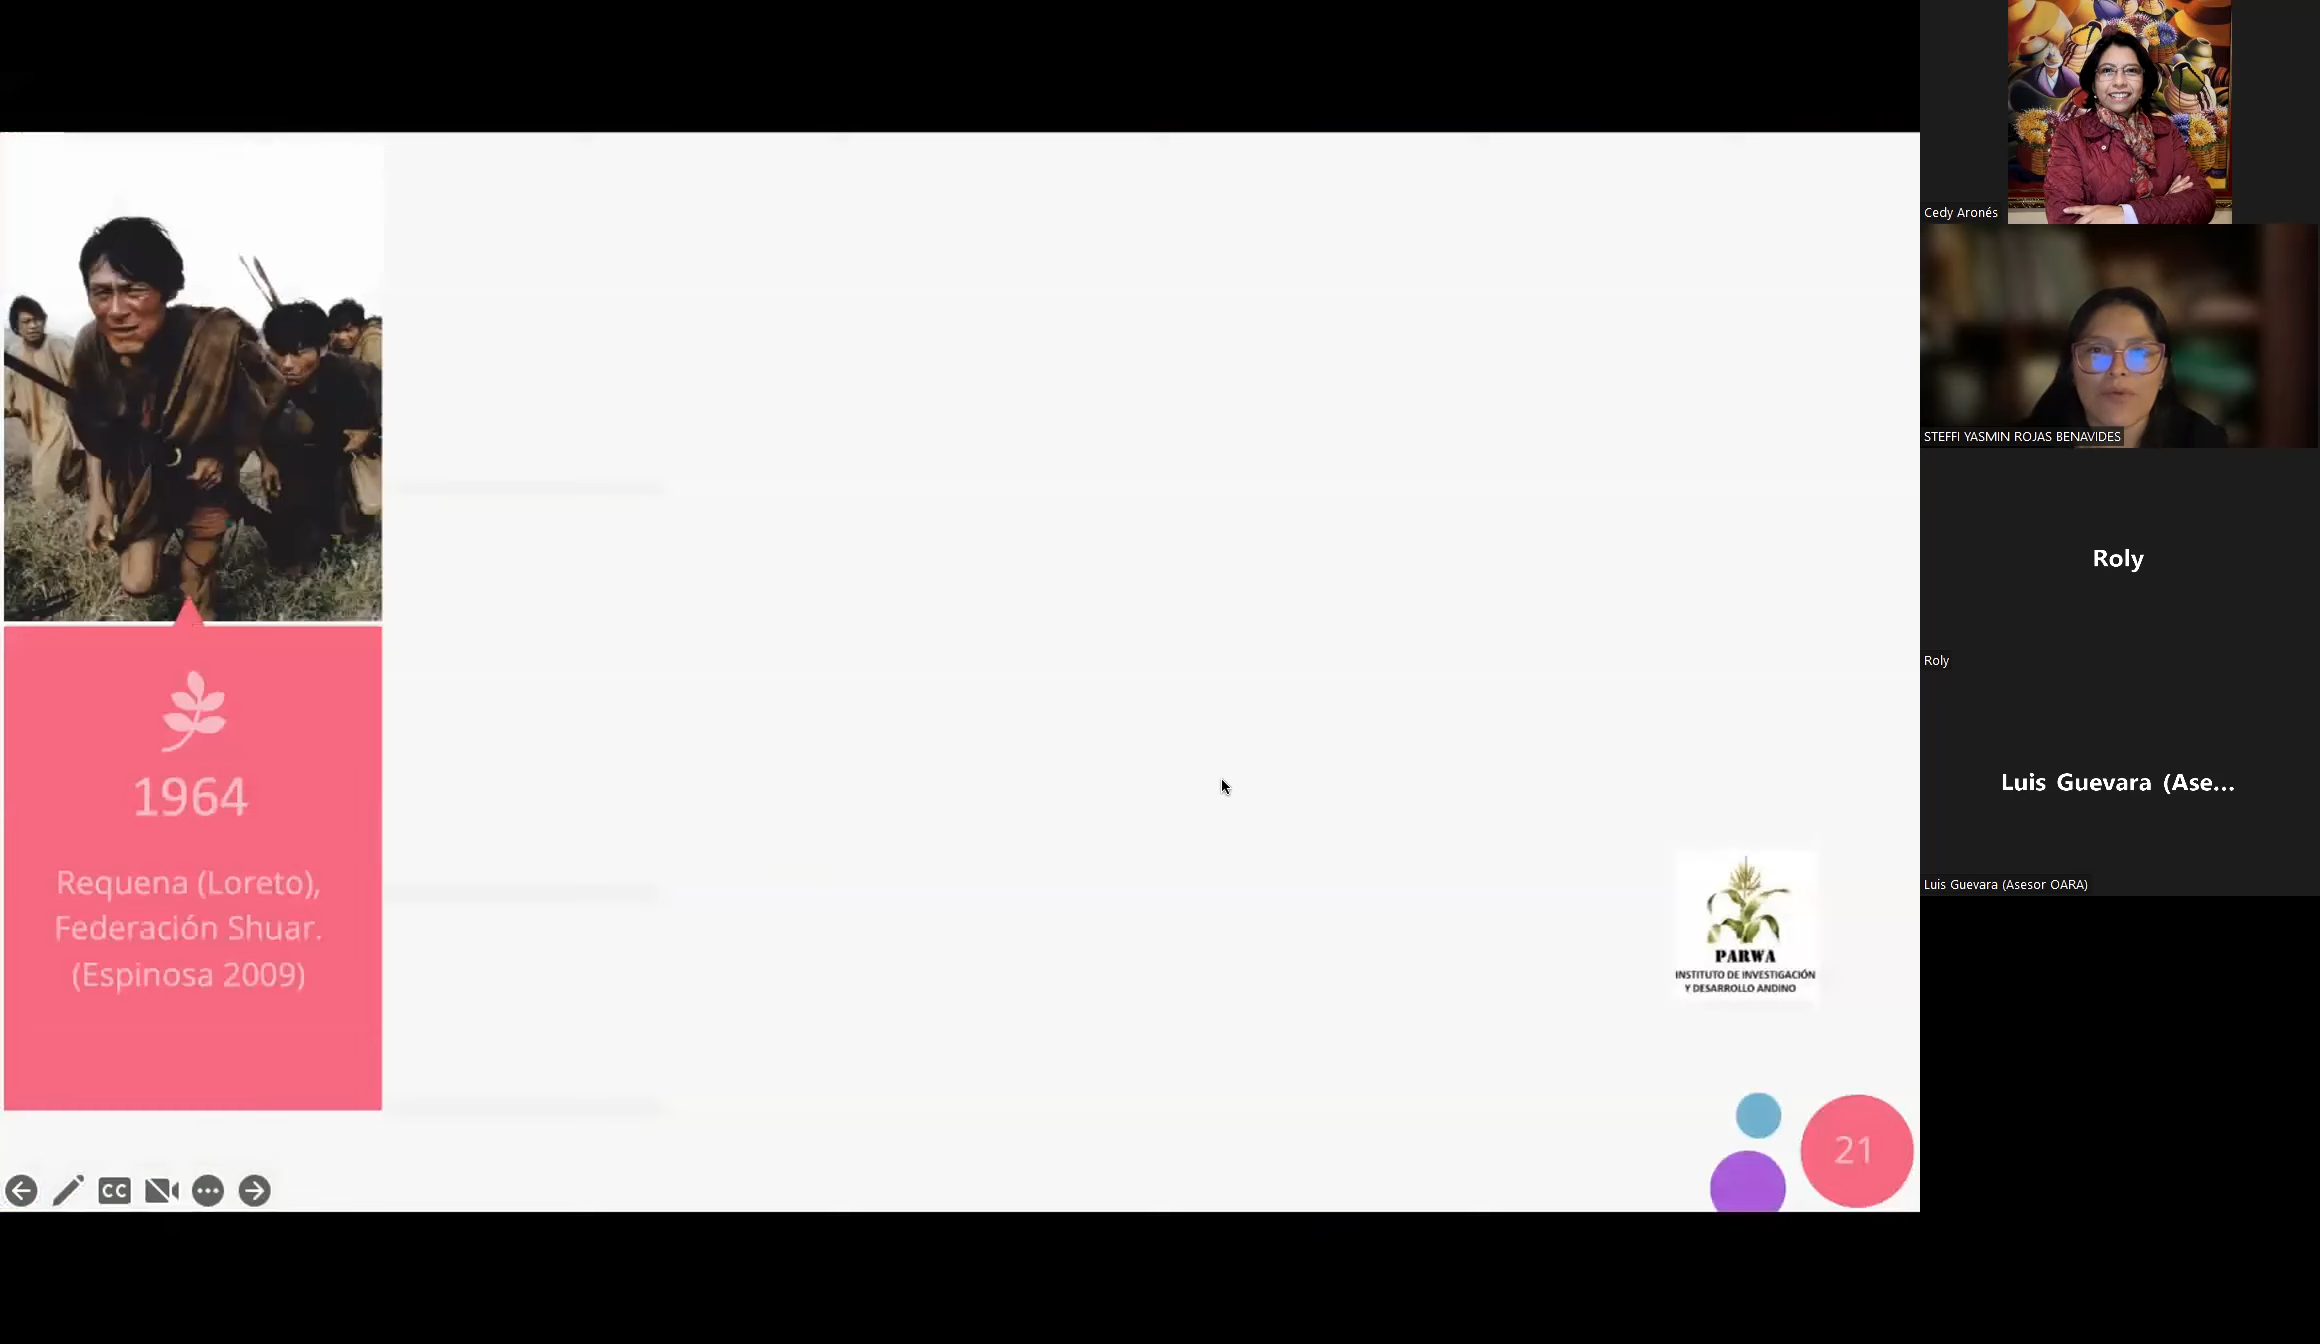 1964
Requena (Loreto),
Federación Shuar.
(Espinosa 2009)
PARWA
INSTITUTO DE INVESTIGACIÓN
Y DESARROLLO ANDINO
21
CC
Cedy Aronés
STEFFI YASMIN ROJAS BENAVIDES
Roly
Roly
Luis Guevara (Ase...
Luis Guevara (Asesor OARA)